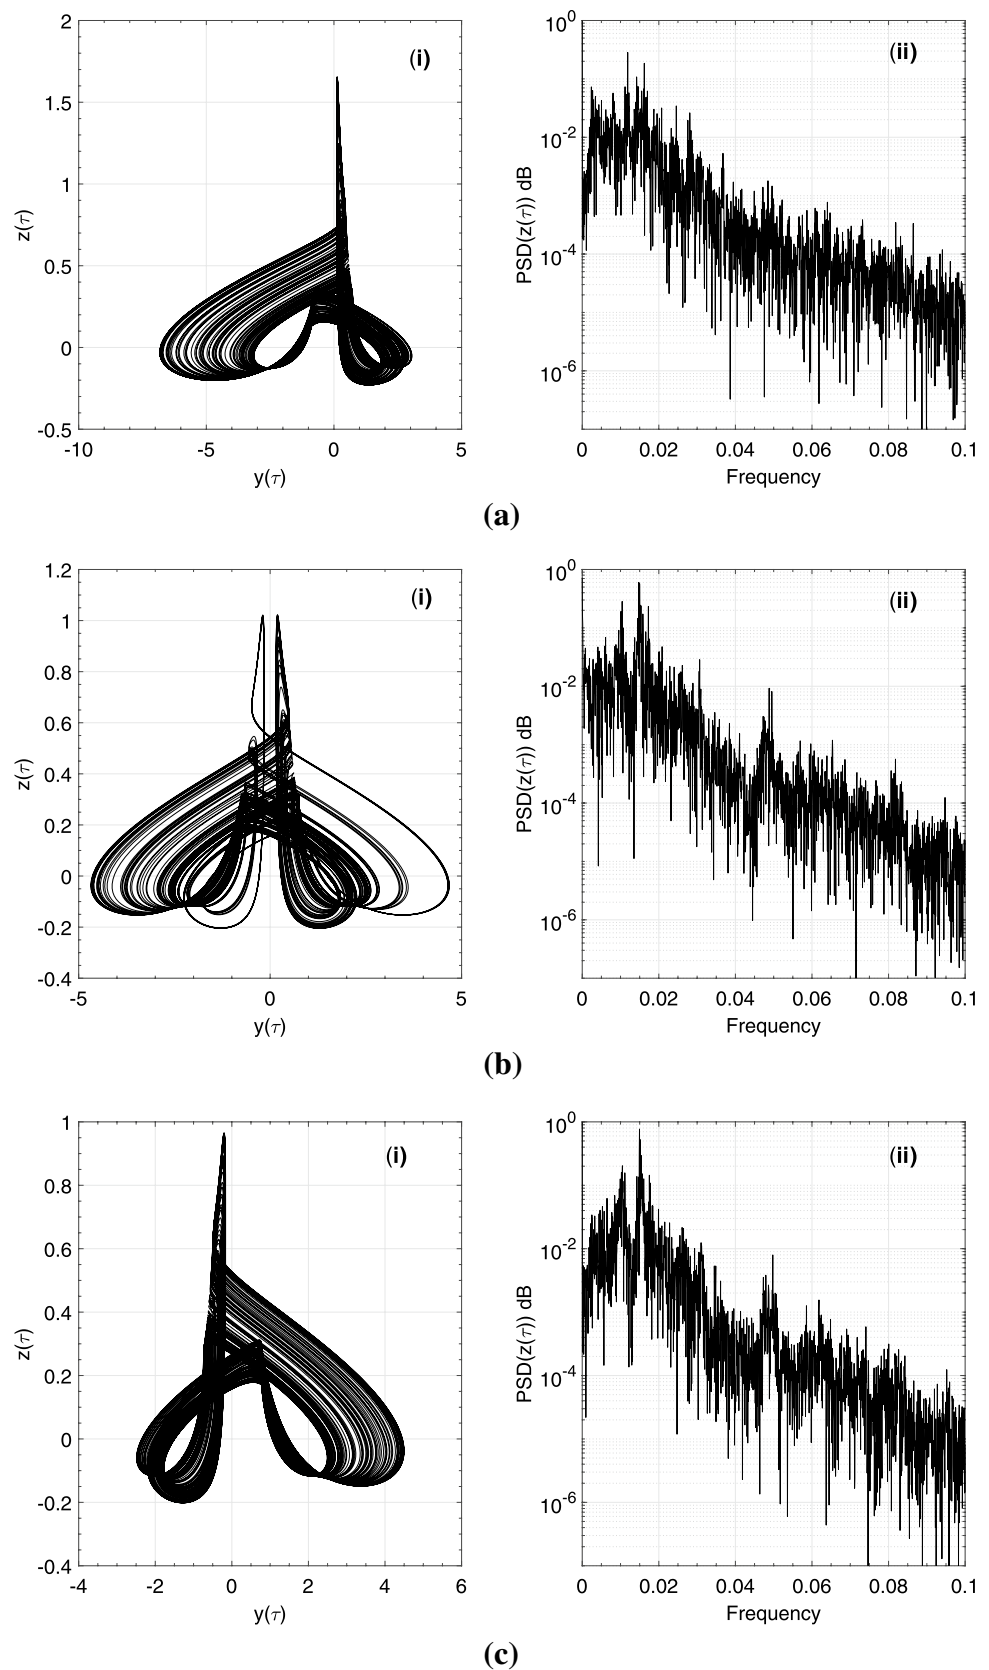 (i)
2
1.5
1
0.5
0
-0.5
-10 -5 0 5
z(τ)
y(τ)
(ii)
10^0
10^-2
10^-4
10^-6
0 0.02 0.04 0.06 0.08 0.1
PSD(z(τ)) dB
Frequency
(a)
(i)
1.2
1
0.8
0.6
0.4
0.2
0
-0.2
-0.4
-5 0 5
z(τ)
y(τ)
(ii)
10^0
10^-2
10^-4
10^-6
0 0.02 0.04 0.06 0.08 0.1
PSD(z(τ)) dB
Frequency
(b)
(i)
1
0.8
0.6
0.4
0.2
0
-0.2
-0.4
-4 -2 0 2 4 6
z(τ)
y(τ)
(ii)
10^0
10^-2
10^-4
10^-6
0 0.02 0.04 0.06 0.08 0.1
PSD(z(τ)) dB
Frequency
(c)